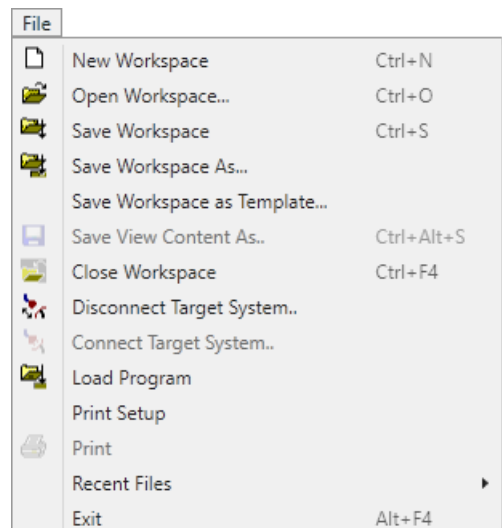 File
New Workspace Ctrl+N
Open Workspace... Ctrl+O
Save Workspace Ctrl+S
Save Workspace As...
Save Workspace as Template...
Save View Content As.. Ctrl+Alt+S
Close Workspace Ctrl+F4
Disconnect Target System..
Connect Target System..
Load Program
Print Setup
Print
Recent Files
Exit Alt+F4